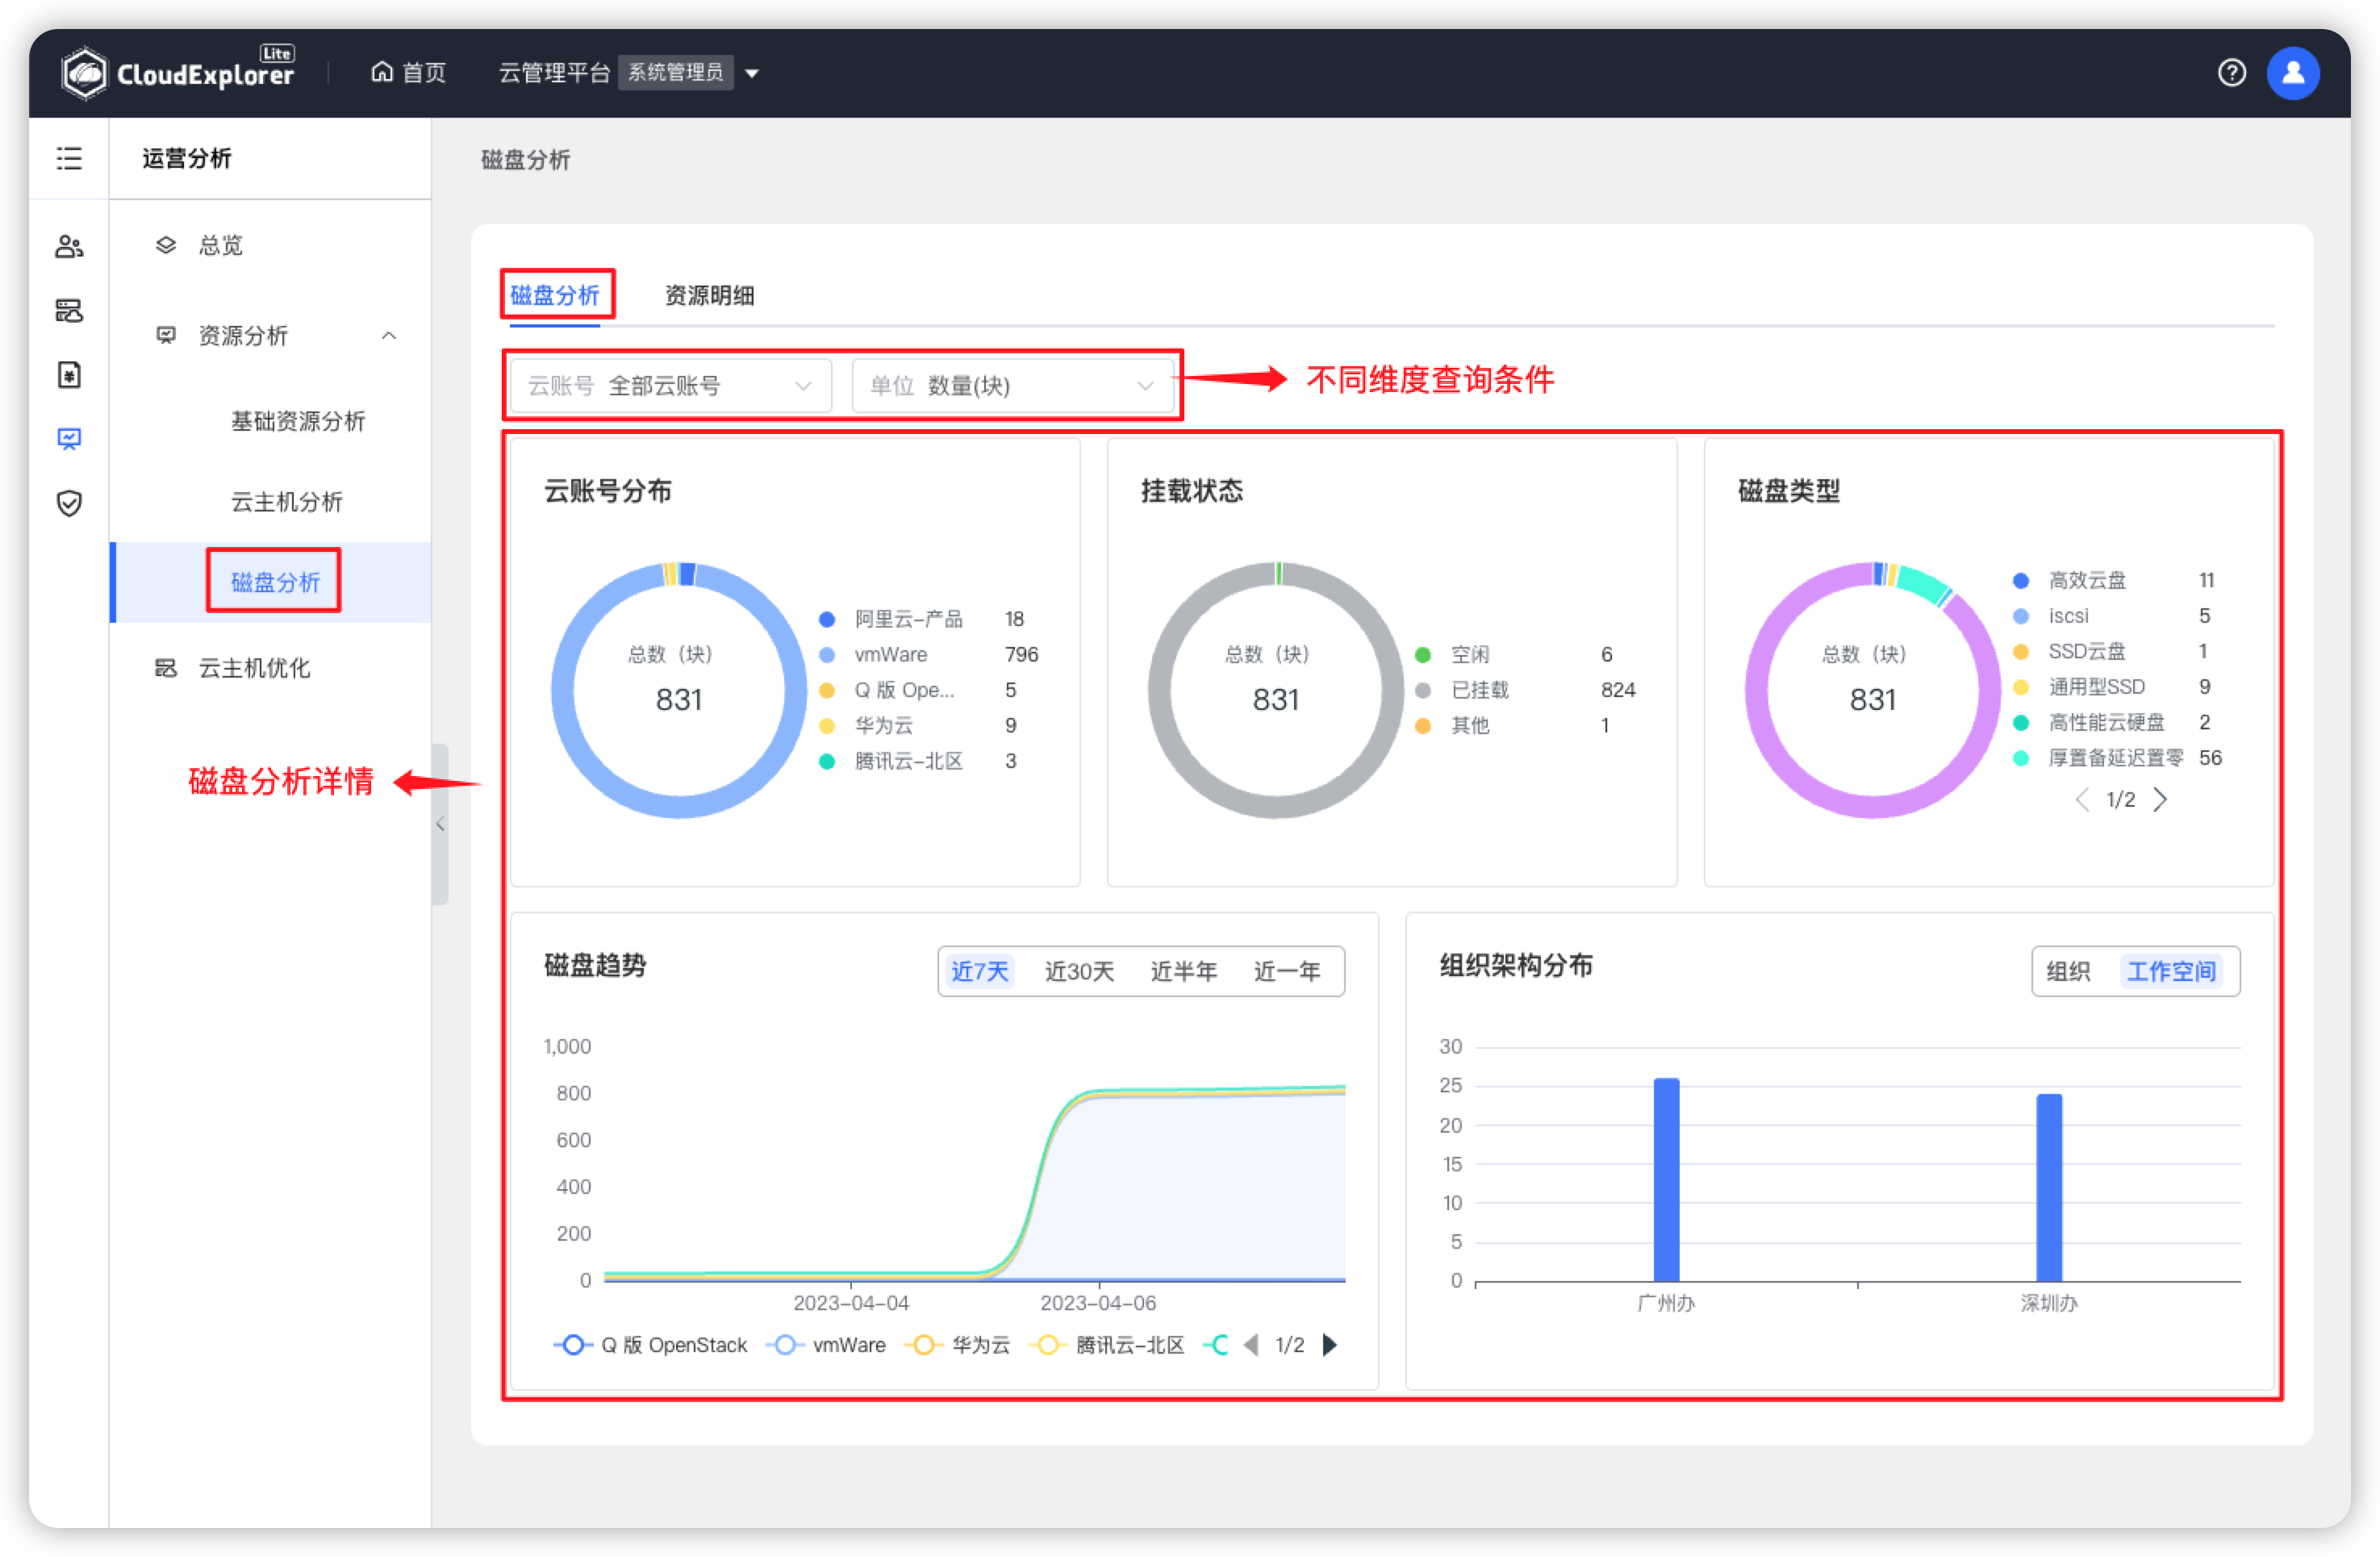 CloudExplorer Lite
首页
云管理平台 系统管理员
运营分析
总览
资源分析
基础资源分析
云主机分析
磁盘分析
云主机优化
磁盘分析详情
磁盘分析
磁盘分析 资源明细
云账号 全部云账号 单位 数量(块)
不同维度查询条件
云账号分布
总数（块）
831
阿里云-产品 18
vmWare 796
Q 版 Ope... 5
华为云 9
腾讯云-北区 3
挂载状态
总数（块）
831
空闲 6
已挂载 824
其他 1
磁盘类型
总数（块）
831
高效云盘 11
iscsi 5
SSD云盘 1
通用型SSD 9
高性能云硬盘 2
厚置备延迟置零 56
1/2
磁盘趋势
近7天 近30天 近半年 近一年
1,000
800
600
400
200
0
2023-04-04 2023-04-06
Q 版 OpenStack vmWare 华为云 腾讯云-北区 1/2
组织架构分布
组织 工作空间
30
25
20
15
10
5
0
广州办 深圳办